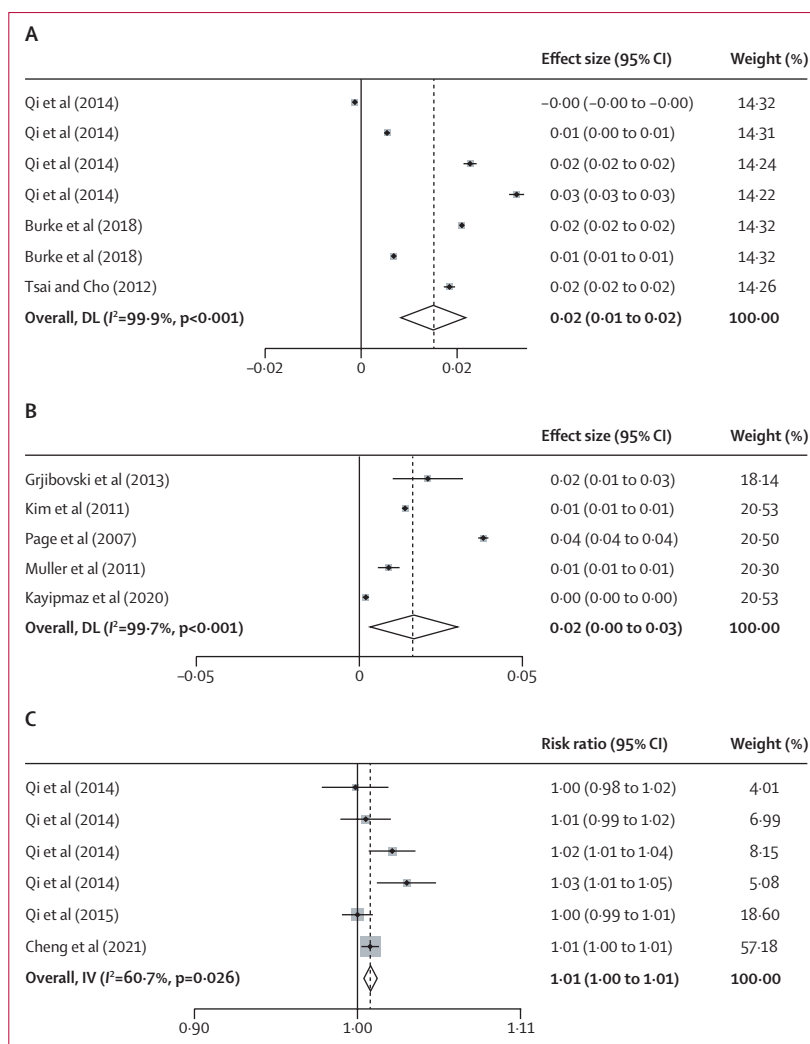 A
Effect size (95% CI) Weight (%)
Qi et al (2014) –0·00 (–0·00 to –0·00) 14·32
Qi et al (2014) 0·01 (0·00 to 0·01) 14·31
Qi et al (2014) 0·02 (0·02 to 0·02) 14·24
Qi et al (2014) 0·03 (0·03 to 0·03) 14·22
Burke et al (2018) 0·02 (0·02 to 0·02) 14·32
Burke et al (2018) 0·01 (0·01 to 0·01) 14·32
Tsai and Cho (2012) 0·02 (0·02 to 0·02) 14·26
Overall, DL (I²=99·9%, p<0·001) 0·02 (0·01 to 0·02) 100·00
–0·02 0 0·02
B
Effect size (95% CI) Weight (%)
Grjibovski et al (2013) 0·02 (0·01 to 0·03) 18·14
Kim et al (2011) 0·01 (0·01 to 0·01) 20·53
Page et al (2007) 0·04 (0·04 to 0·04) 20·50
Muller et al (2011) 0·01 (0·01 to 0·01) 20·30
Kayipmaz et al (2020) 0·00 (0·00 to 0·00) 20·53
Overall, DL (I²=99·7%, p<0·001) 0·02 (0·00 to 0·03) 100·00
–0·05 0 0·05
C
Risk ratio (95% CI) Weight (%)
Qi et al (2014) 1·00 (0·98 to 1·02) 4·01
Qi et al (2014) 1·01 (0·99 to 1·02) 6·99
Qi et al (2014) 1·02 (1·01 to 1·04) 8·15
Qi et al (2014) 1·03 (1·01 to 1·05) 5·08
Qi et al (2015) 1·00 (0·99 to 1·01) 18·60
Cheng et al (2021) 1·01 (1·00 to 1·01) 57·18
Overall, IV (I²=60·7%, p=0·026) 1·01 (1·00 to 1·01) 100·00
0·90 1·00 1·11